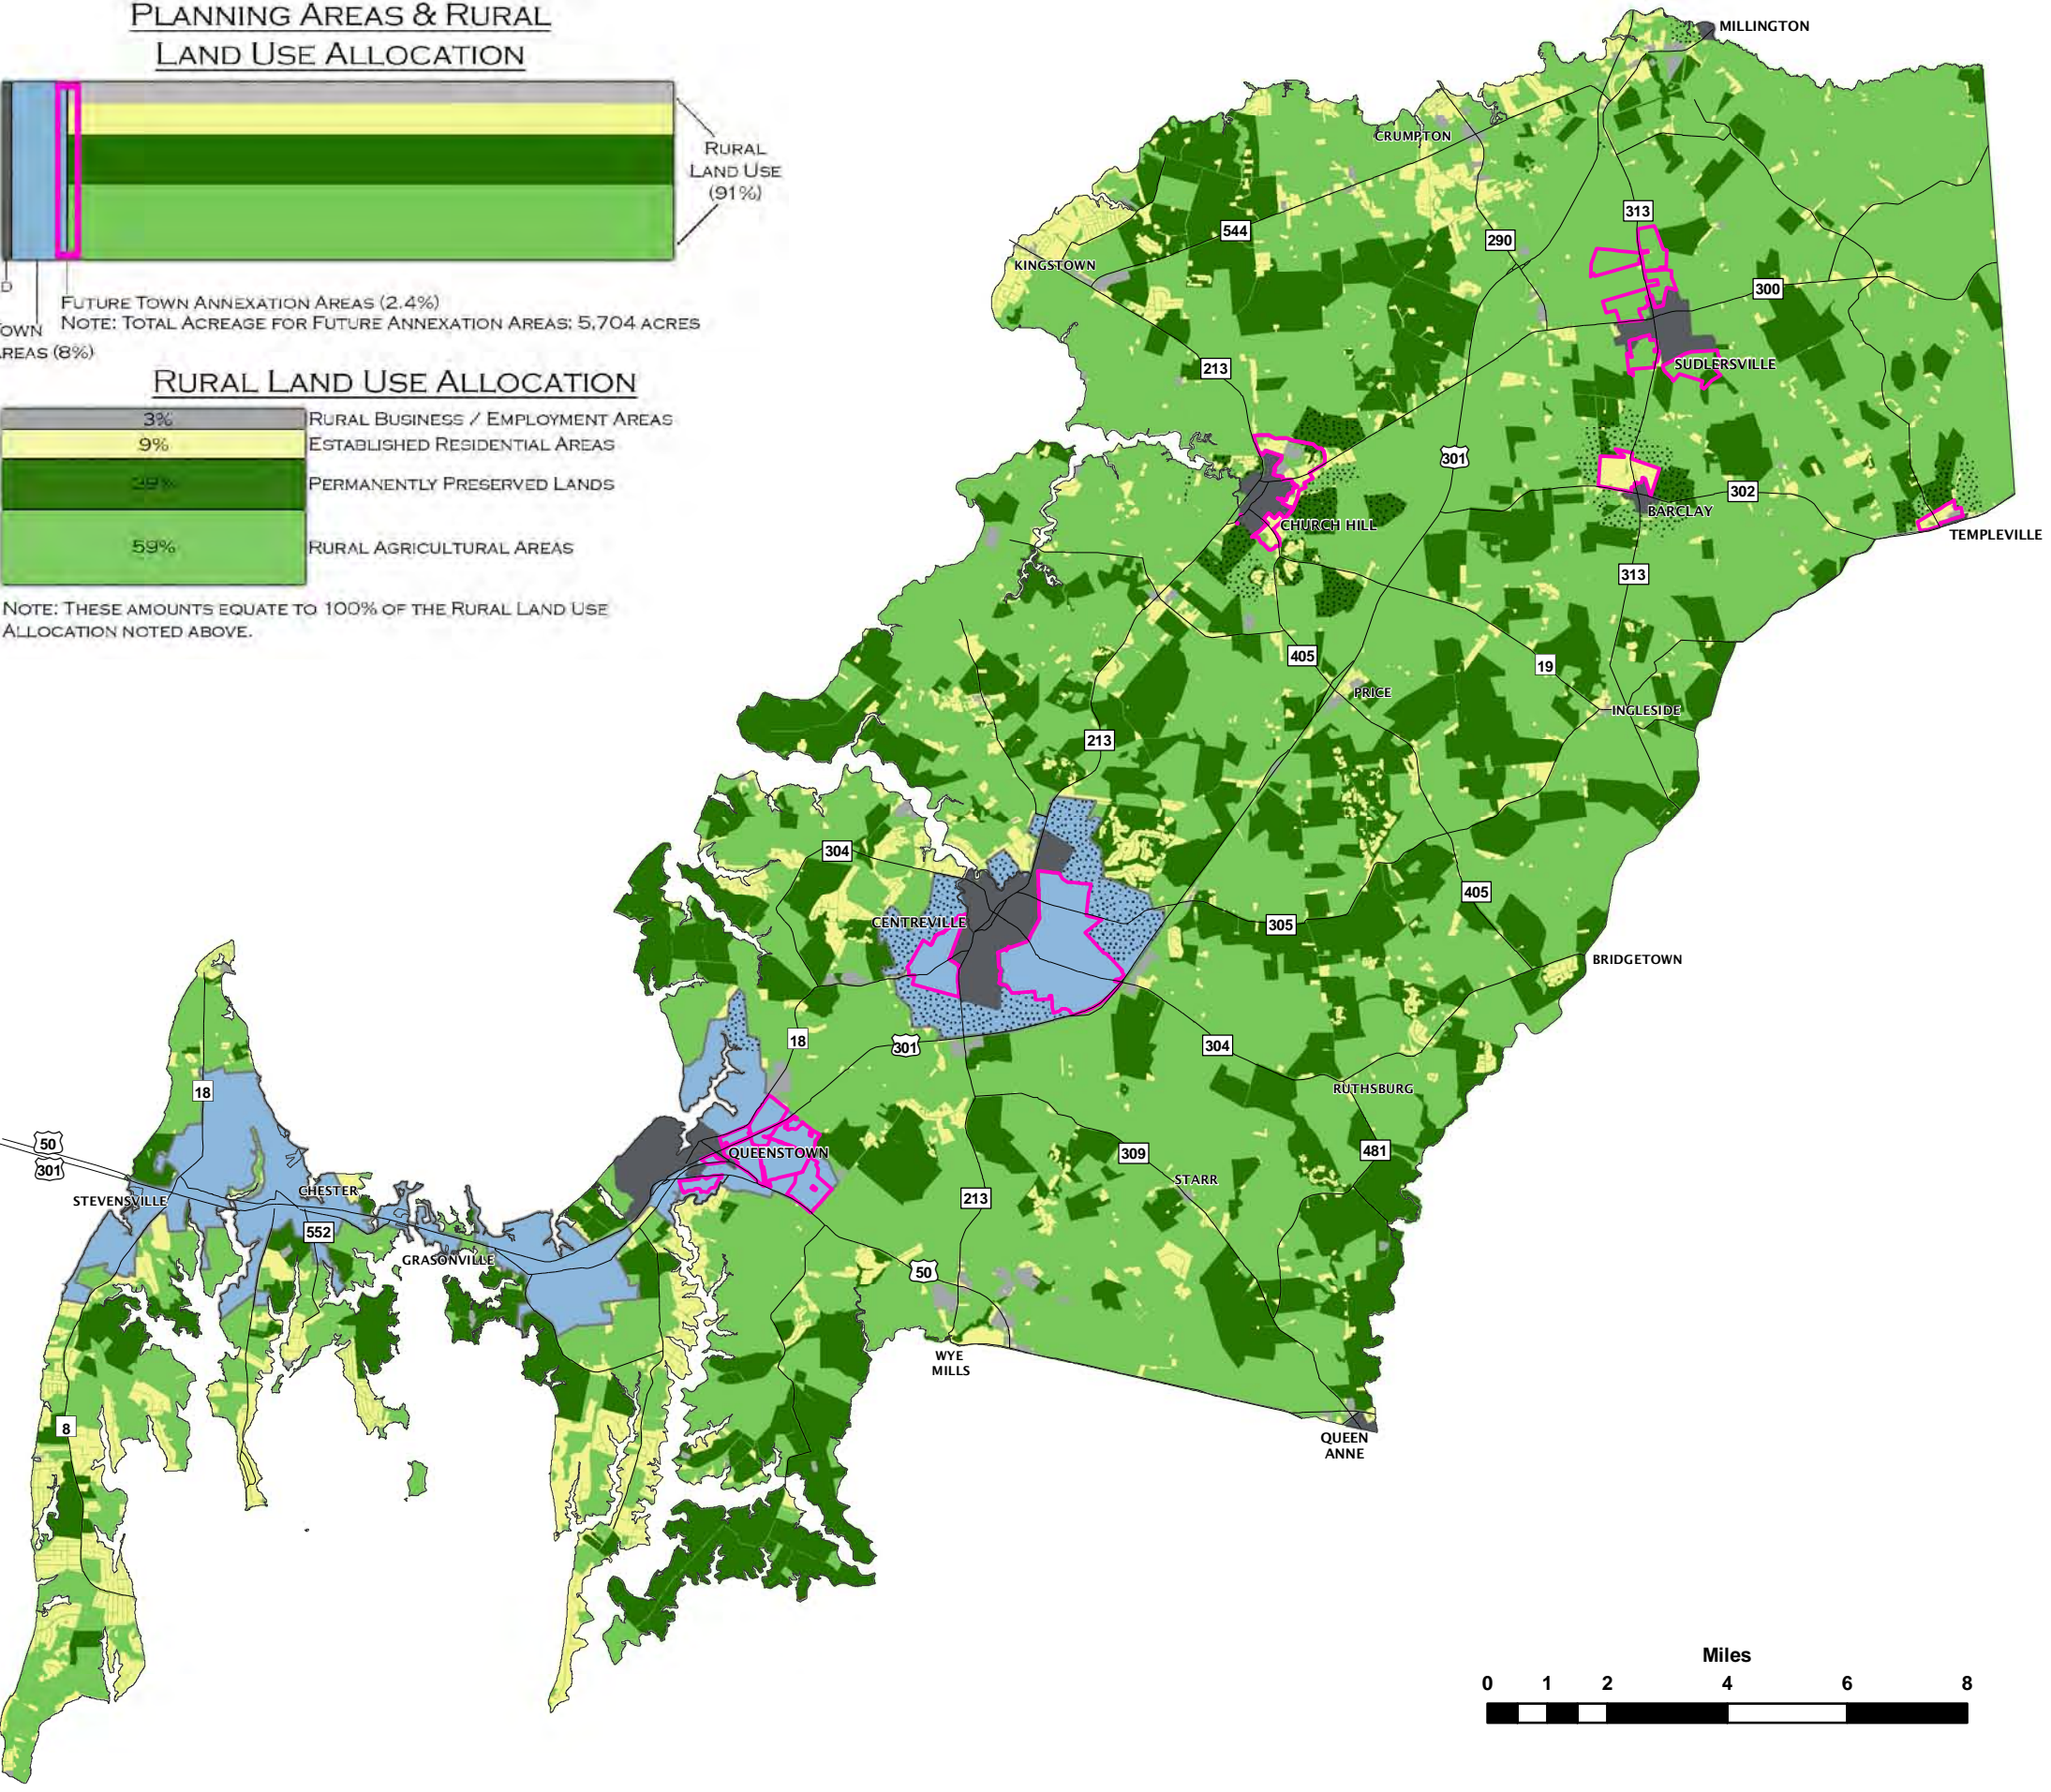 PLANNING AREAS & RURAL
LAND USE ALLOCATION
RURAL
LAND USE
(91%)
D
FUTURE TOWN ANNEXATION AREAS (2.4%)
OWN
NOTE: TOTAL ACREAGE FOR FUTURE ANNEXATION AREAS: 5,704 ACRES
REAS (8%)
RURAL LAND USE ALLOCATION
3% RURAL BUSINESS / EMPLOYMENT AREAS
9% ESTABLISHED RESIDENTIAL AREAS
PERMANENTLY PRESERVED LANDS
59% RURAL AGRICULTURAL AREAS
NOTE: THESE AMOUNTS EQUATE TO 100% OF THE RURAL LAND USE
ALLOCATION NOTED ABOVE.
MILLINGTON
CRUMPTON
313
544
290
KINGSTOWN
300
213
SUDLERSVILLE
301
302
BARCLAY
CHURCH HILL
TEMPLEVILLE
313
405
19
PRICE
INGLESIDE
213
304
405
CENTREVILLE
305
BRIDGETOWN
18
301
304
RUTHSBURG
18
50
301
QUEENSTOWN
309
481
STARR
CHESTER
STEVENSVILLE
213
552
GRASONVILLE
50
WYE
MILLS
8
QUEEN
ANNE
Miles
0 1 2 4 6 8